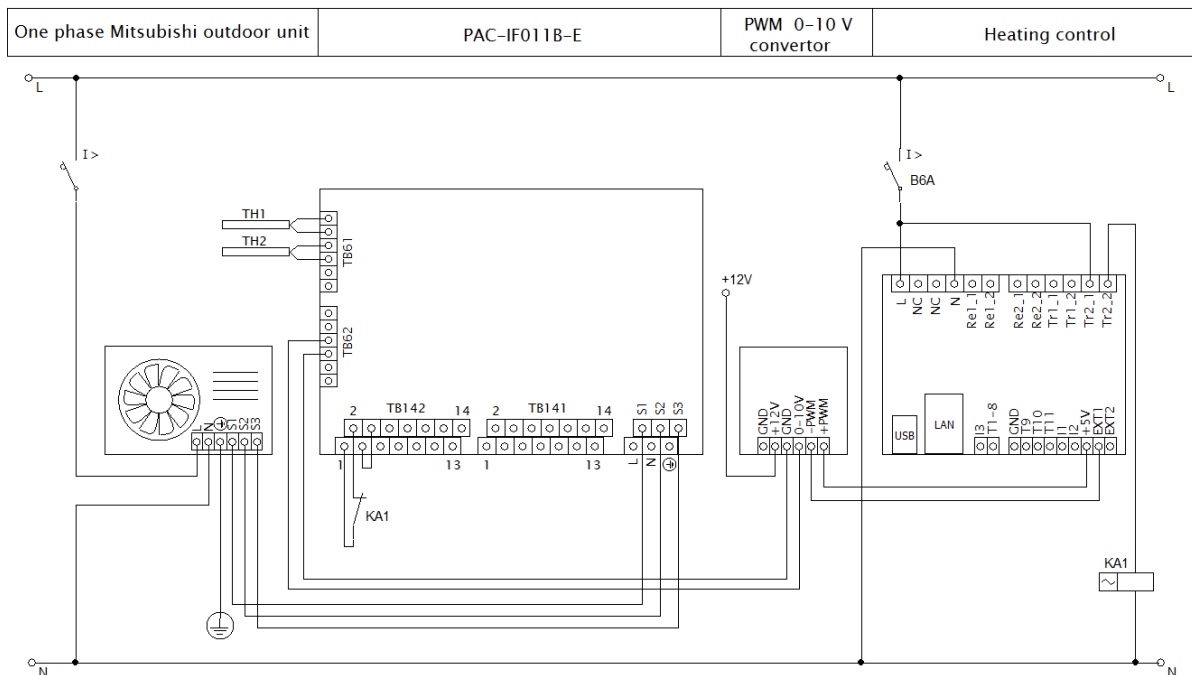 One phase Mitsubishi outdoor unit
PAC-IF011B-E
PWM 0-10 V
convertor
Heating control
L
L
I >
I >
B6A
TH1
TH2
TB61
+12V
TB62
L
NC
NC
N
Re1_1
Re1_2
Re2_1
Re2_2
Tr1_1
Tr1_2
Tr2_1
Tr2_2
L
N
S1
S2
S3
2
TB142
14
2
TB141
14
S1
S2
S3
1
13
1
13
L
N
KA1
GND
+12V
GND
0-10V
-PWM
+PWM
USB
LAN
I3
T1-8
GND
T9
T10
T11
I1
I2
+5V
EXT1
EXT2
KA1
N
N